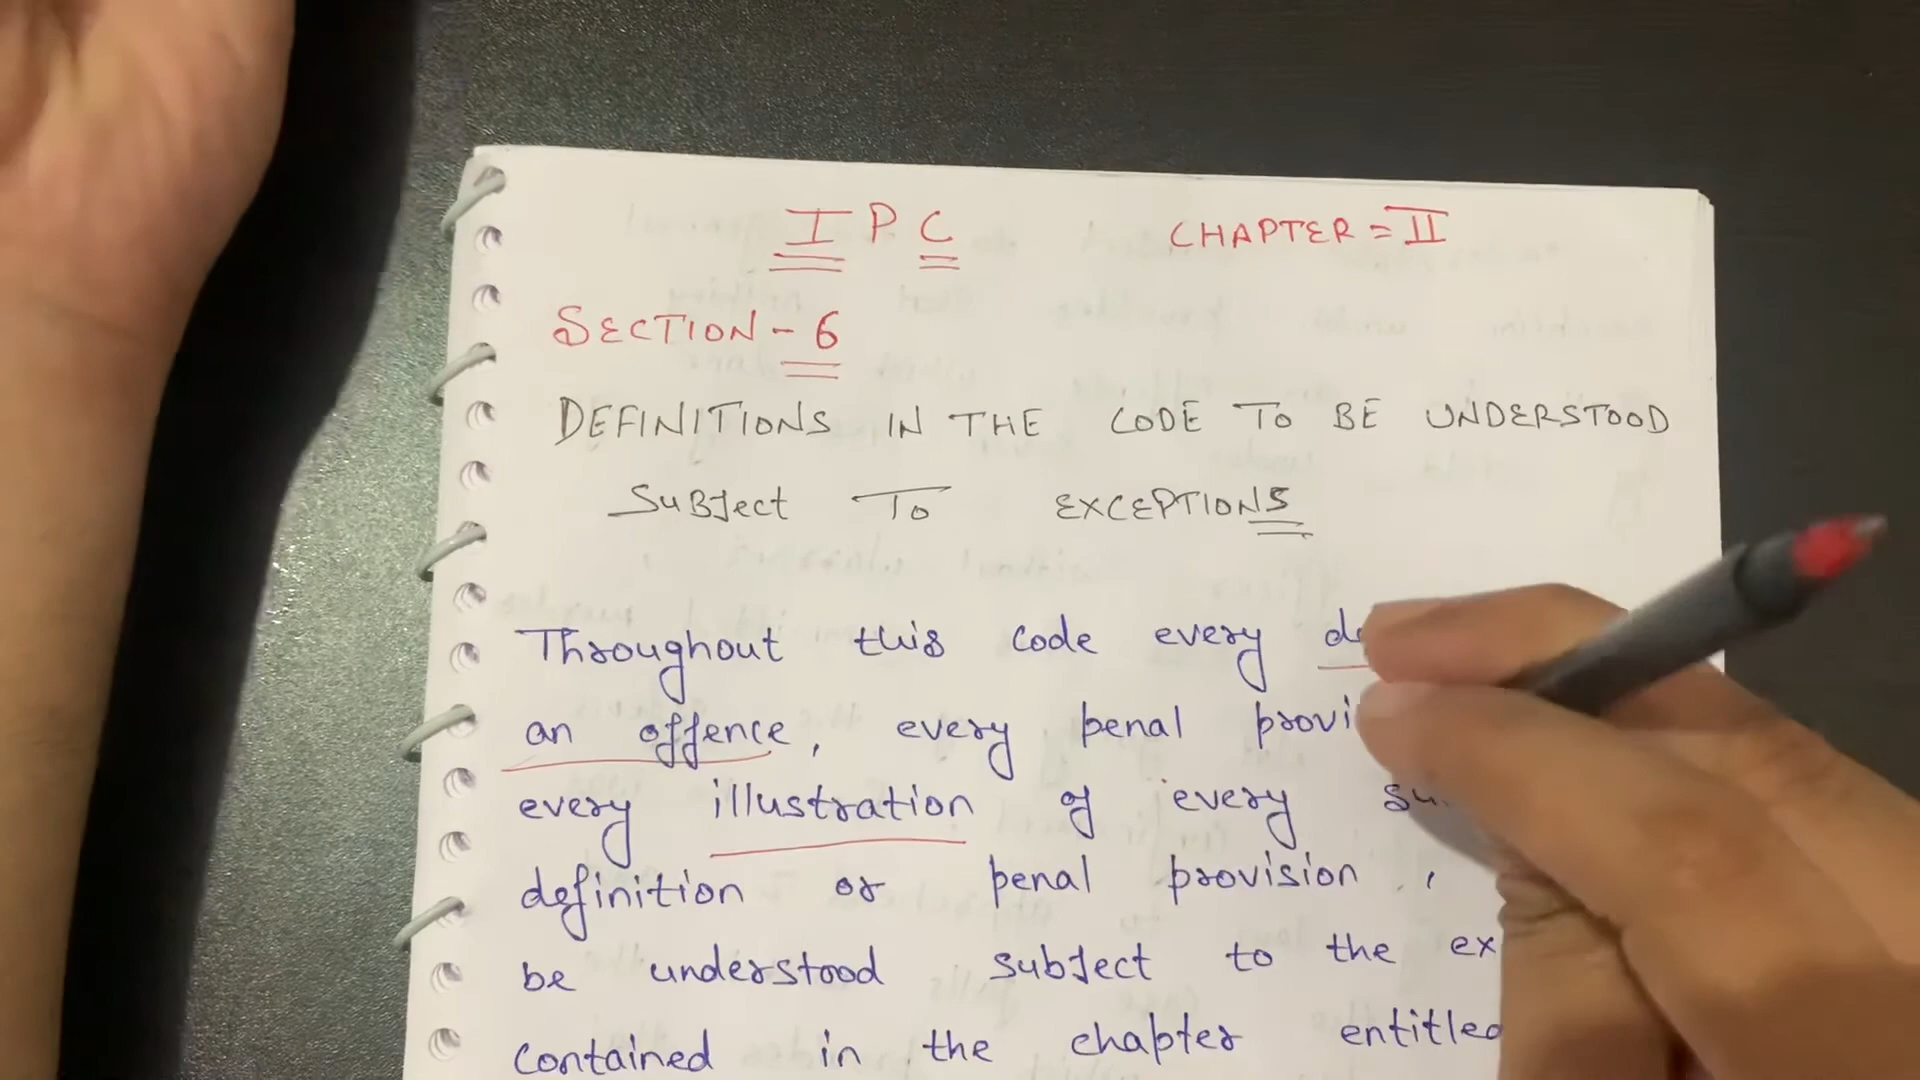 IPC CHAPTER = II
SECTION - 6
DEFINITIONS IN THE CODE TO BE UNDERSTOOD
SUBJect TO EXCEPTIONS
Throughout this code every
an offence, every penal
every illustration of every
definition or penal provision,
be understood subject to the
contained in the chapter entitled